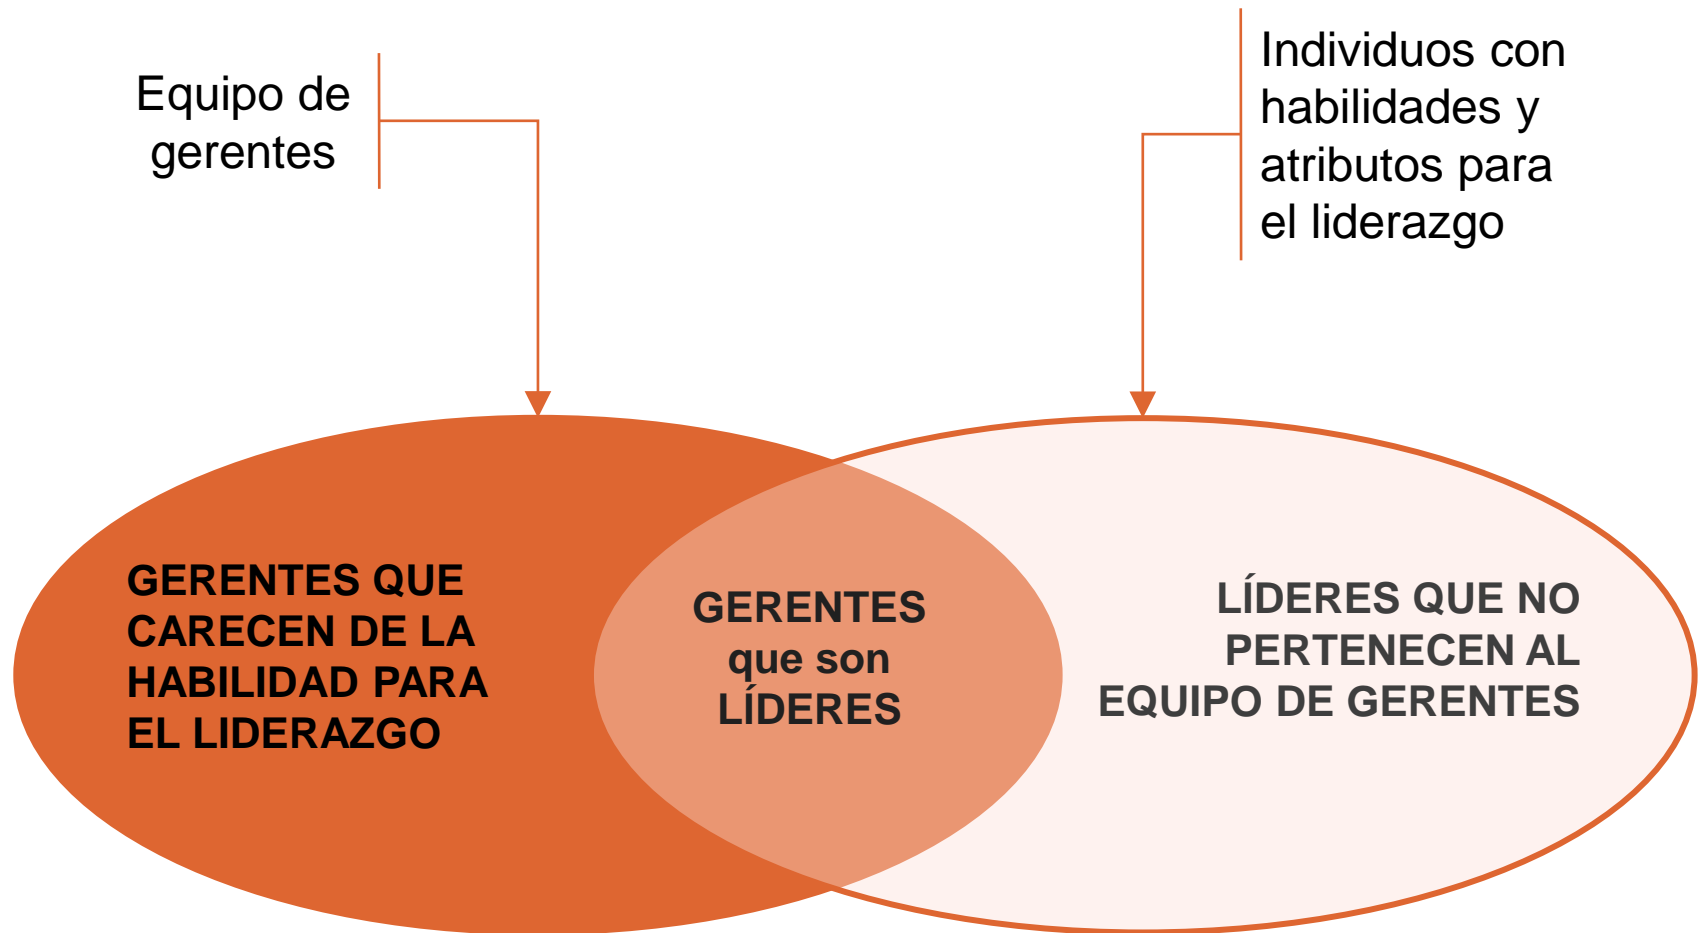 Equipo de
gerentes
Individuos con
habilidades y
atributos para
el liderazgo
GERENTES QUE
CARECEN DE LA
HABILIDAD PARA
EL LIDERAZGO
GERENTES
que son
LÍDERES
LÍDERES QUE NO
PERTENECEN AL
EQUIPO DE GERENTES